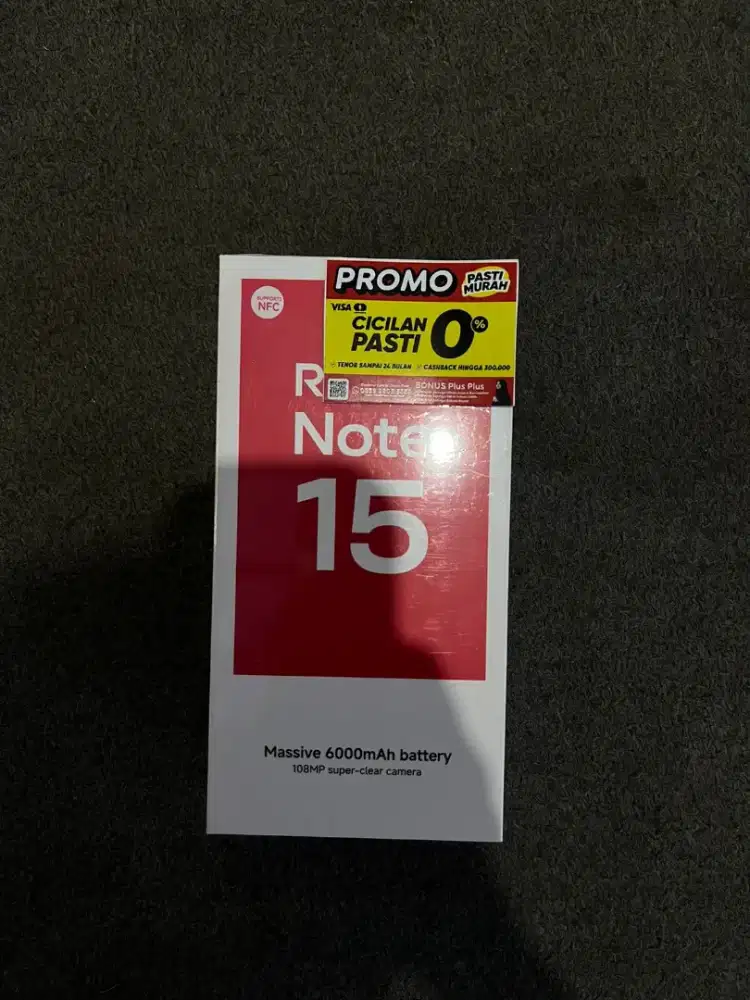 SUPPORTS
NFC
PROMO
PASTI
MURAH
VISA
CICILAN
PASTI
0%
TENOR SAMPAI 24 BULAN
CASHBACK HINGGA 300.000
BONUS Plus Plus
R
Note
15
Massive 6000mAh battery
108MP super-clear camera